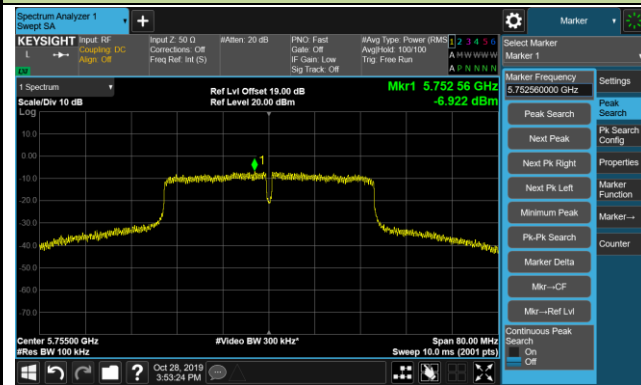 Spectrum Analyzer 1
Swept SA
Marker
KEYSIGHT
L
Input: RF
Coupling: DC
Align: Off
Input Z: 50 Ω
Corrections: Off
Freq Ref: Int (S)
#Atten: 20 dB
PNO: Fast
Gate: Off
IF Gain: Low
Sig Track: Off
#Avg Type: Power (RMS
Avg|Hold: 100/100
Trig: Free Run
1 2 3 4 5 6
A W W W W W
A P N N N N
Select Marker
Marker 1
1 Spectrum
Scale/Div 10 dB
Log
Ref Lvl Offset 19.00 dB
Ref Level 20.00 dBm
Mkr1 5.752 56 GHz
-6.922 dBm
1
10.0
0.00
-10.0
-20.0
-30.0
-40.0
-50.0
-60.0
-70.0
Center 5.75500 GHz
#Res BW 100 kHz
#Video BW 300 kHz*
Span 80.00 MHz
Sweep 10.0 ms (2001 pts)
Marker Frequency
5.752560000 GHz
Peak Search
Next Peak
Next Pk Right
Next Pk Left
Minimum Peak
Pk-Pk Search
Marker Delta
Mkr→CF
Mkr→Ref Lvl
Continuous Peak
Search
On
Off
Settings
Peak
Search
Pk Search
Config
Properties
Marker
Function
Marker→
Counter
Oct 28, 2019
3:53:24 PM